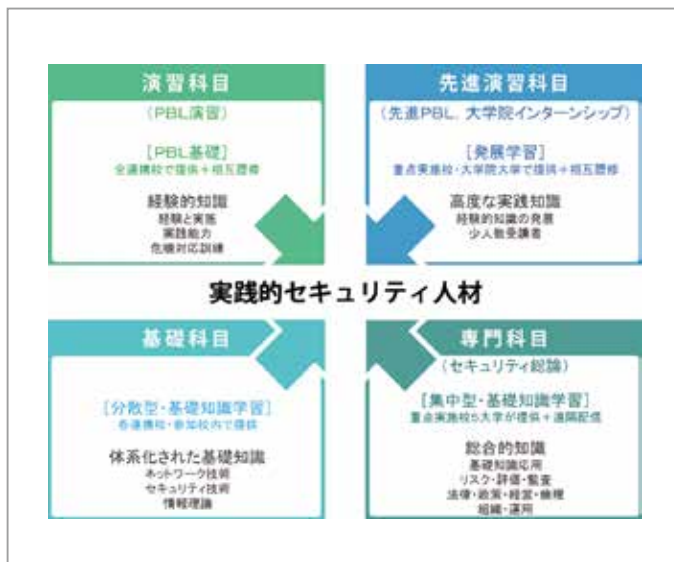 演習科目
(PBL演習)
[PBL基礎]
全連携校で提供+相互履修
経験的知識
経験と実施
実践能力
危機対応訓練
先進演習科目
(先進PBL, 大学院インターンシップ)
[発展学習]
重点実施校・大学院大学で提供+相互履修
高度な実践知識
経験的知識の発展
少人数受講者
実践的セキュリティ人材
基礎科目
[分散型・基礎知識学習]
各連携校・参加校内で提供
体系化された基礎知識
ネットワーク技術
セキュリティ技術
情報理論
専門科目
(セキュリティ総論)
[集中型・基礎知識学習]
重点実施校5大学が提供+遠隔配信
総合的知識
基礎知識応用
リスク・評価・監査
法律・政策・経営・倫理
組織・運用